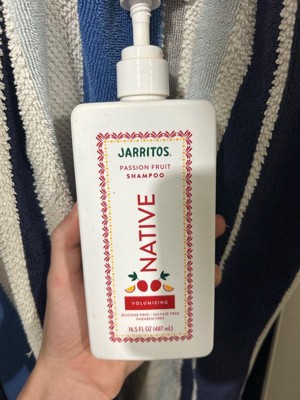 JARRITOS.
PASSION FRUIT
SHAMPOO
NATIVE
VOLUMIZING
SILICONE FREE • SULFATE FREE
PARABEN FREE
16.5 FL OZ (487 mL)